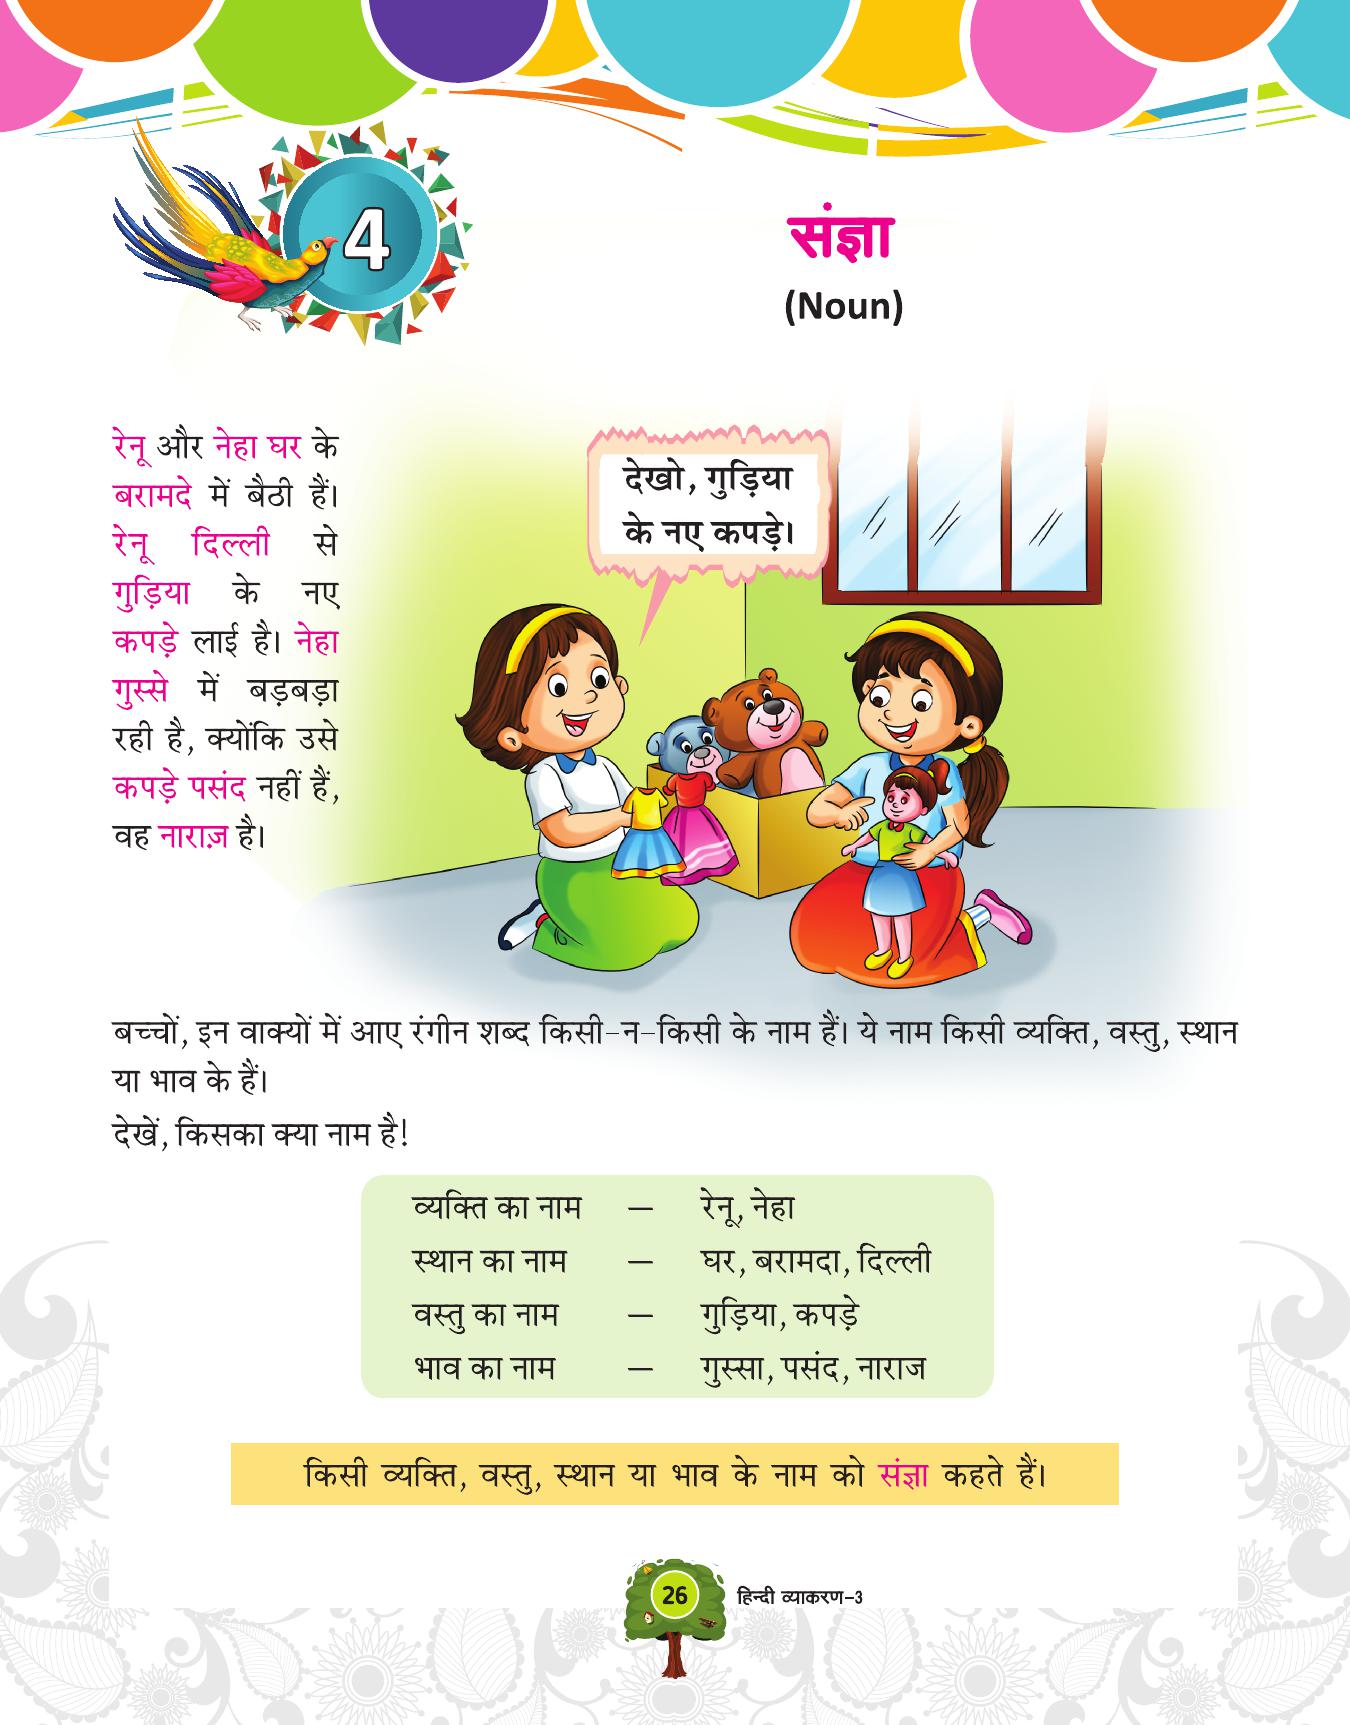 4
संज्ञा
(Noun)
रेनू और नेहा घर के
बरामदे में बैठी हैं।
रेनू दिल्ली से
गुड़िया के नए
कपड़े लाई है। नेहा
गुस्से में बड़बड़ा
रही है, क्योंकि उसे
कपड़े पसंद नहीं हैं,
वह नाराज़ है।
देखो, गुड़िया
के नए कपड़े।
बच्चों, इन वाक्यों में आए रंगीन शब्द किसी-न-किसी के नाम हैं। ये नाम किसी व्यक्ति, वस्तु, स्थान
या भाव के हैं।
देखें, किसका क्या नाम है!
व्यक्ति का नाम — रेनू, नेहा
स्थान का नाम — घर, बरामदा, दिल्ली
वस्तु का नाम — गुड़िया, कपड़े
भाव का नाम — गुस्सा, पसंद, नाराज
किसी व्यक्ति, वस्तु, स्थान या भाव के नाम को संज्ञा कहते हैं।
26 हिन्दी व्याकरण-3